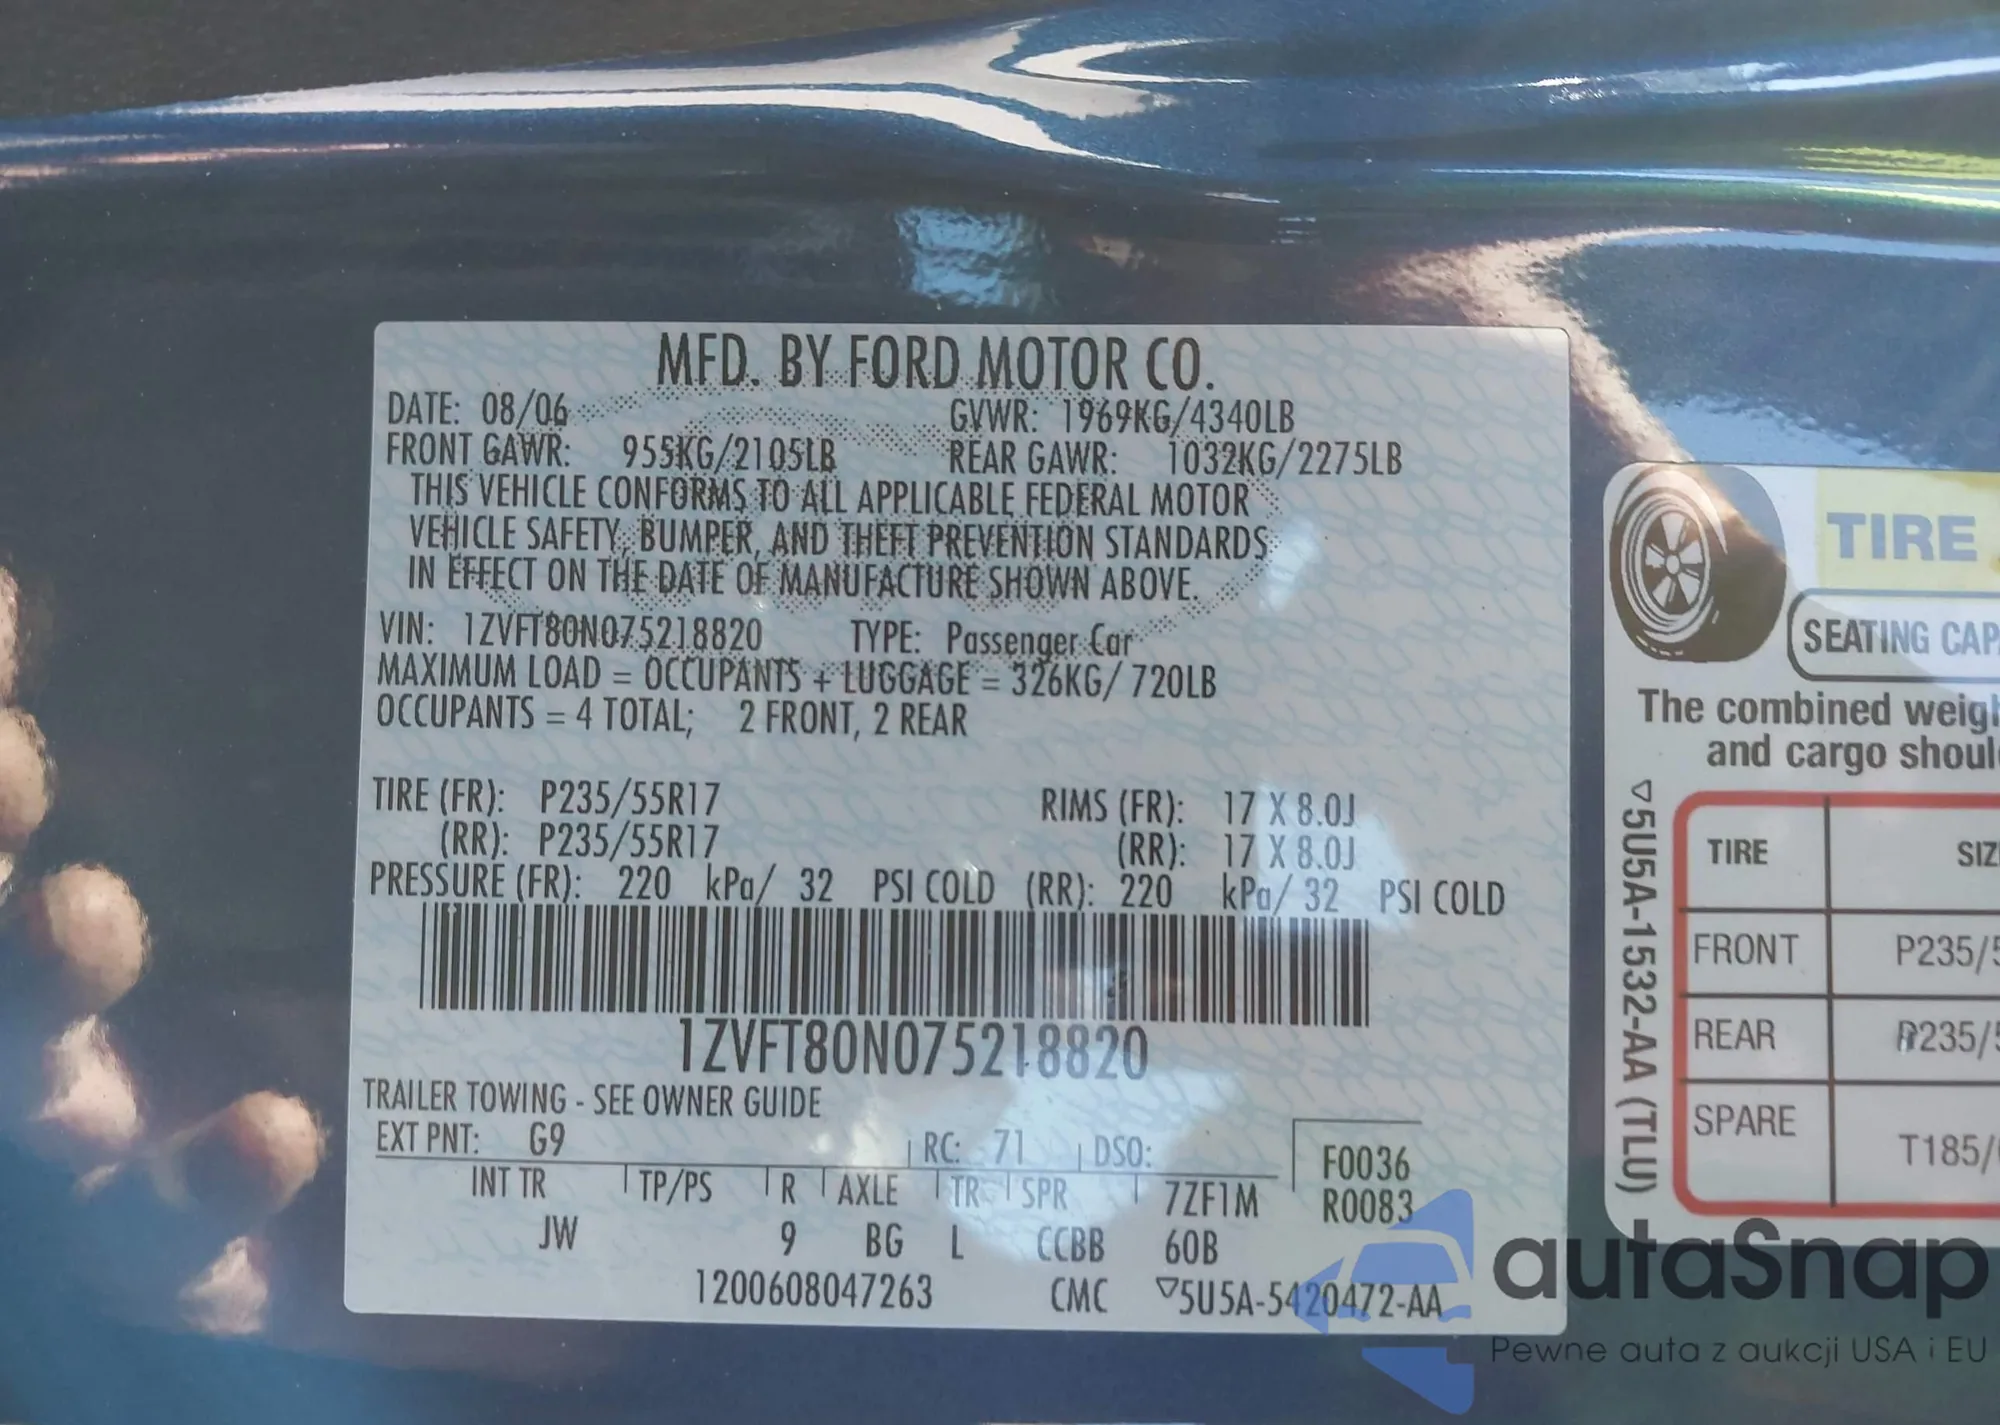 MFD. BY FORD MOTOR CO.
DATE: 08/06 GVWR: 1969KG/4340LB
FRONT GAWR: 955KG/2105LB REAR GAWR: 1032KG/2275LB
THIS VEHICLE CONFORMS TO ALL APPLICABLE FEDERAL MOTOR
VEHICLE SAFETY, BUMPER, AND THEFT PREVENTION STANDARDS
IN EFFECT ON THE DATE OF MANUFACTURE SHOWN ABOVE.
VIN: 1ZVFT80N075218820 TYPE: Passenger Car
MAXIMUM LOAD = OCCUPANTS + LUGGAGE = 326KG/ 720LB
OCCUPANTS = 4 TOTAL; 2 FRONT, 2 REAR
TIRE (FR): P235/55R17 RIMS (FR): 17 X 8.0J
(RR): P235/55R17 (RR): 17 X 8.0J
PRESSURE (FR): 220 kPa/ 32 PSI COLD (RR): 220 kPa/ 32 PSI COLD
1ZVFT80N075218820
TRAILER TOWING - SEE OWNER GUIDE
EXT PNT: G9 RC: 71 DSO: F0036
INT TR TP/PS R AXLE TR SPR 7ZF1M R0083
JW 9 BG L CCBB 60B
1200608047263 CMC ▽5U5A-5420472-AA
TIRE
SEATING CAP
The combined weigh
and cargo shoul
▽5U5A-1532-AA (TLU)
TIRE SIZ
FRONT P235/5
REAR P235/5
SPARE T185/
autaSnap
Pewne auta z aukcji USA i EU